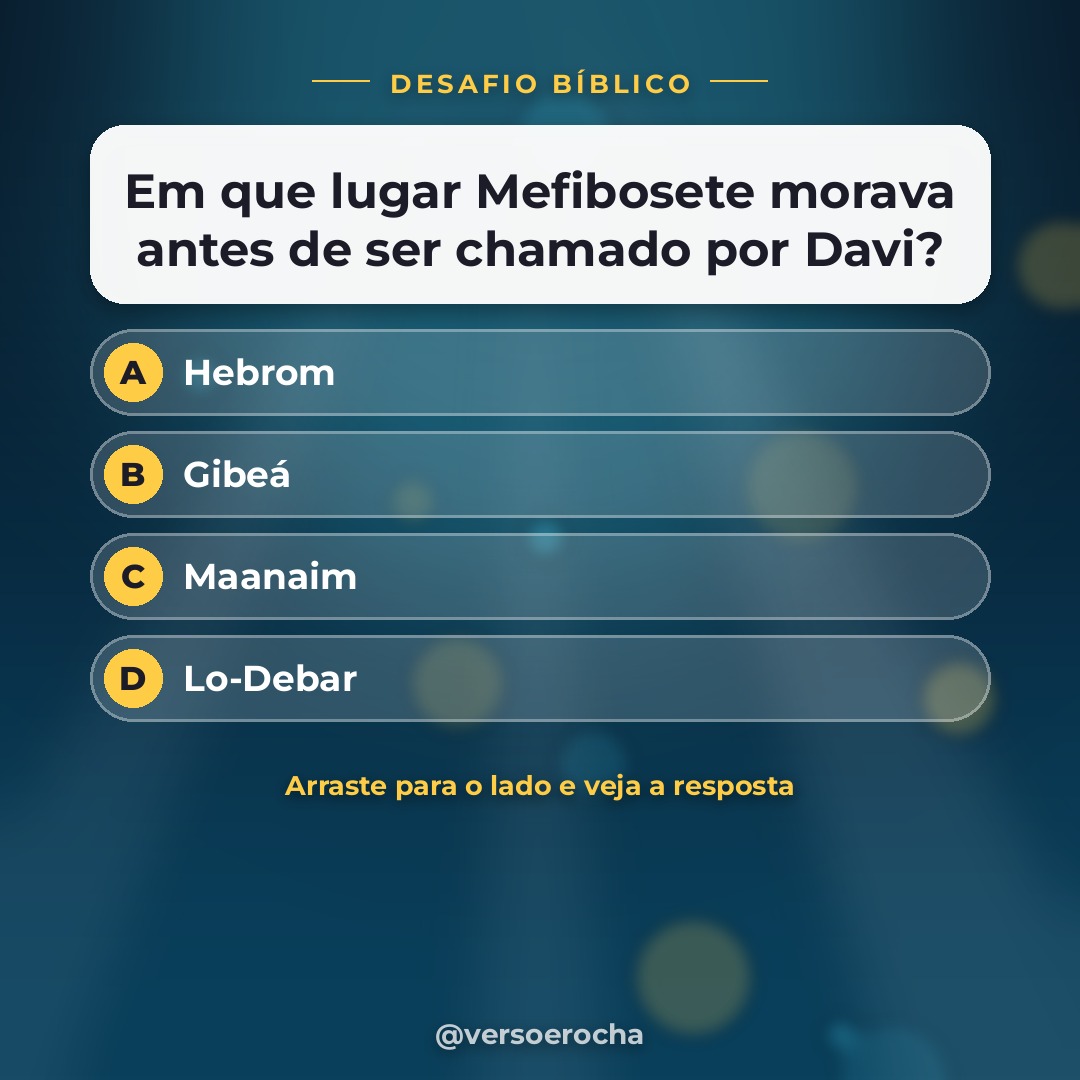 DESAFIO BÍBLICO
Em que lugar Mefibosete morava
antes de ser chamado por Davi?
A Hebrom
B Gibeá
C Maanaim
D Lo-Debar
Arraste para o lado e veja a resposta
@versoerocha